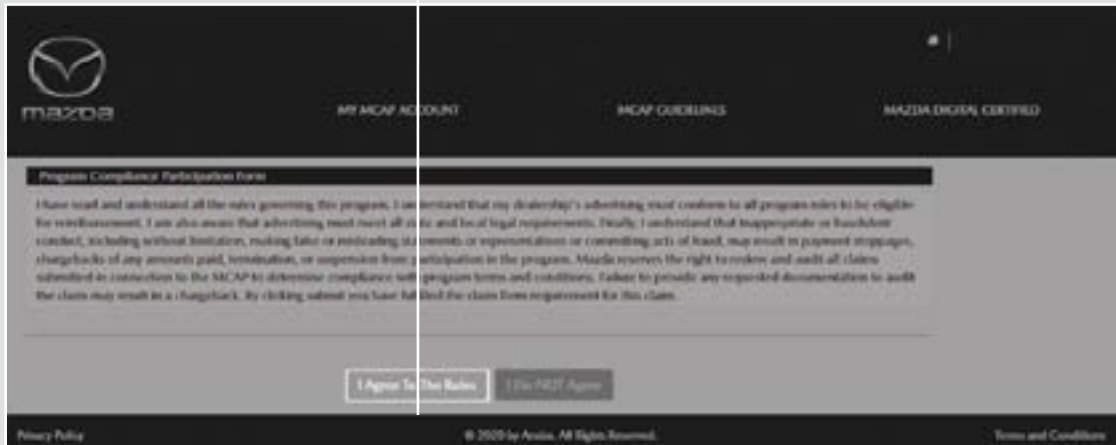 mazda
MY MCAP ACCOUNT MCAP GUIDELINES MAZDA DIGITAL CERTIFIED
Program Compliance Participation Form
I have read and understand all the rules governing this program. I understand that my dealership's advertising must conform to all program rules to be eligible
for reimbursement. I am also aware that advertising must meet all state and local legal requirements. Finally, I understand that inappropriate or fraudulent
conduct, including without limitation, making false or misleading statements or representations or committing acts of fraud, may result in payment stoppages,
chargebacks of any amounts paid, termination, or suspension from participation in the program. Mazda reserves the right to review and audit all claims
submitted in connection to the MCAP to determine compliance with program terms and conditions. Failure to provide any requested documentation to audit
the claim may result in a chargeback. By clicking submit you have fulfilled the claim form requirement for this claim.
I Agree To The Rules I Do NOT Agree
Privacy Policy © 2020 by Ansira. All Rights Reserved. Terms and Conditions